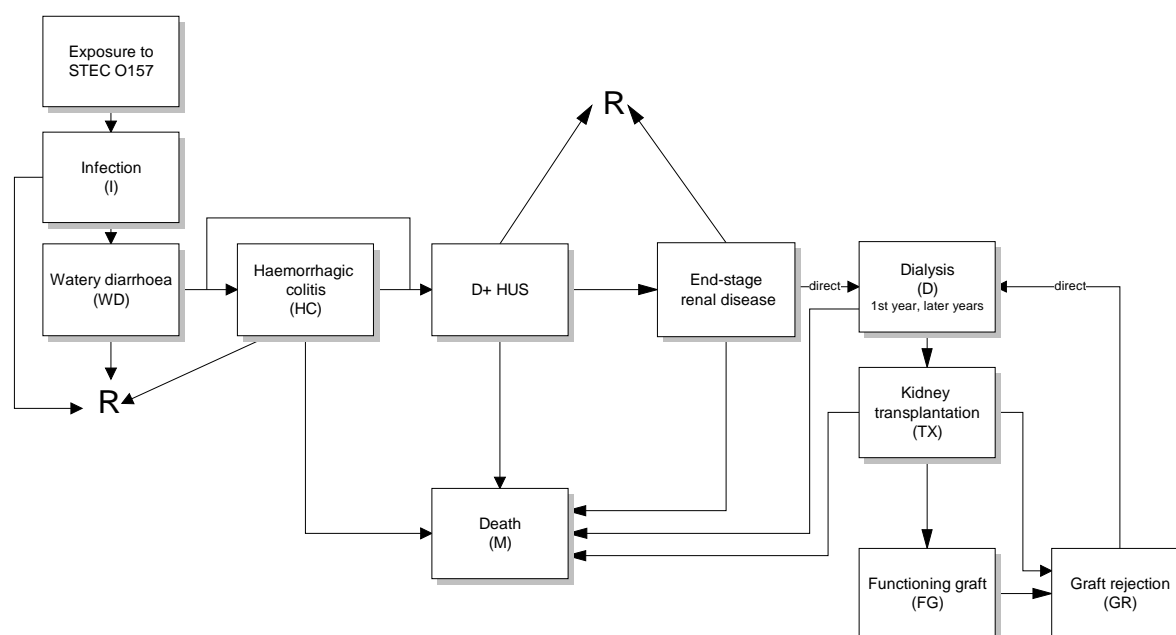 Exposure to
STEC O157
R
Infection
(I)
Watery diarrhoea
(WD)
Haemorrhagic
colitis
(HC)
D+ HUS
End-stage
renal disease
direct
Dialysis
(D)
1st year, later years
direct
R
Kidney
transplantation
(TX)
Death
(M)
Functioning graft
(FG)
Graft rejection
(GR)